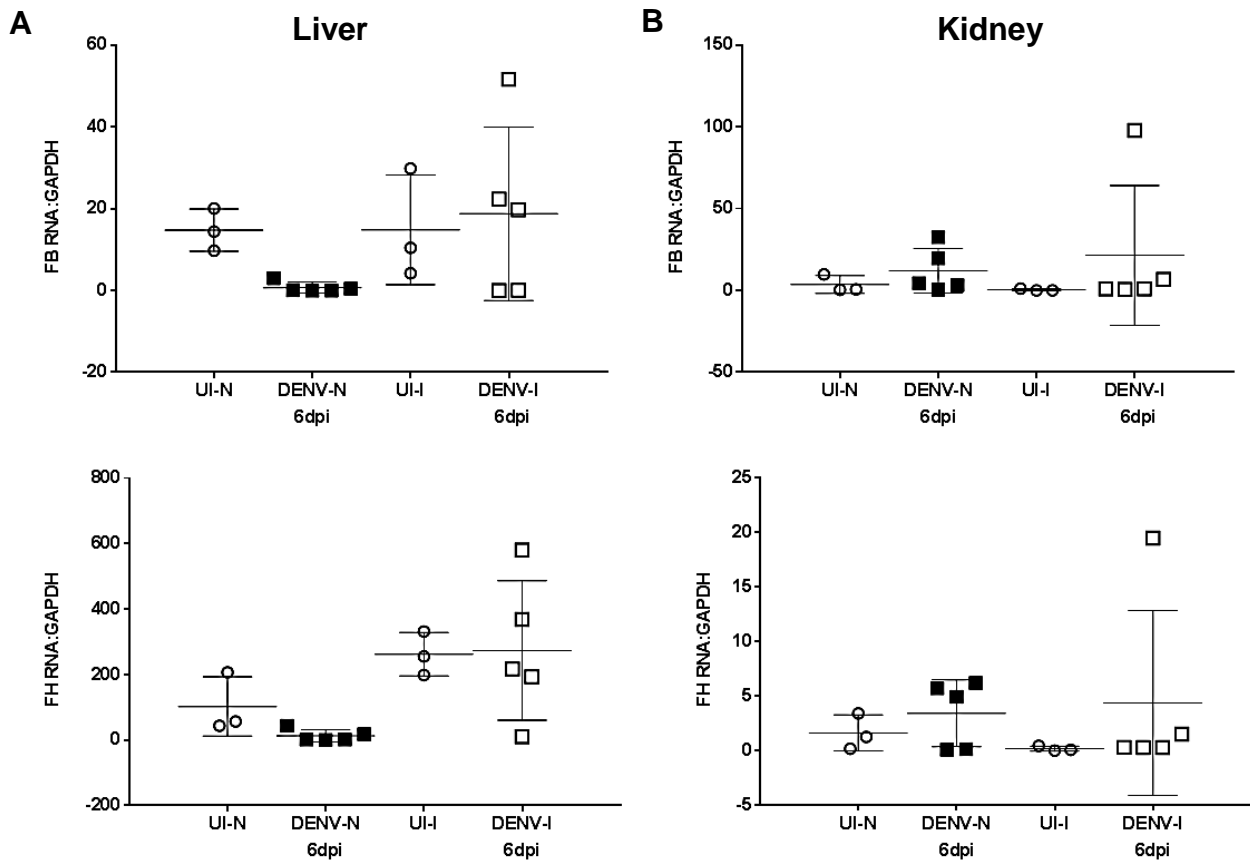 A
Liver
60
40
20
0
-20
FB RNA:GAPDH
UI-N
DENV-N
6dpi
UI-I
DENV-I
6dpi
B
Kidney
150
100
50
0
-50
FB RNA:GAPDH
UI-N
DENV-N
6dpi
UI-I
DENV-I
6dpi
800
600
400
200
0
-200
FH RNA:GAPDH
UI-N
DENV-N
6dpi
UI-I
DENV-I
6dpi
25
20
15
10
5
0
-5
FH RNA:GAPDH
UI-N
DENV-N
6dpi
UI-I
DENV-I
6dpi